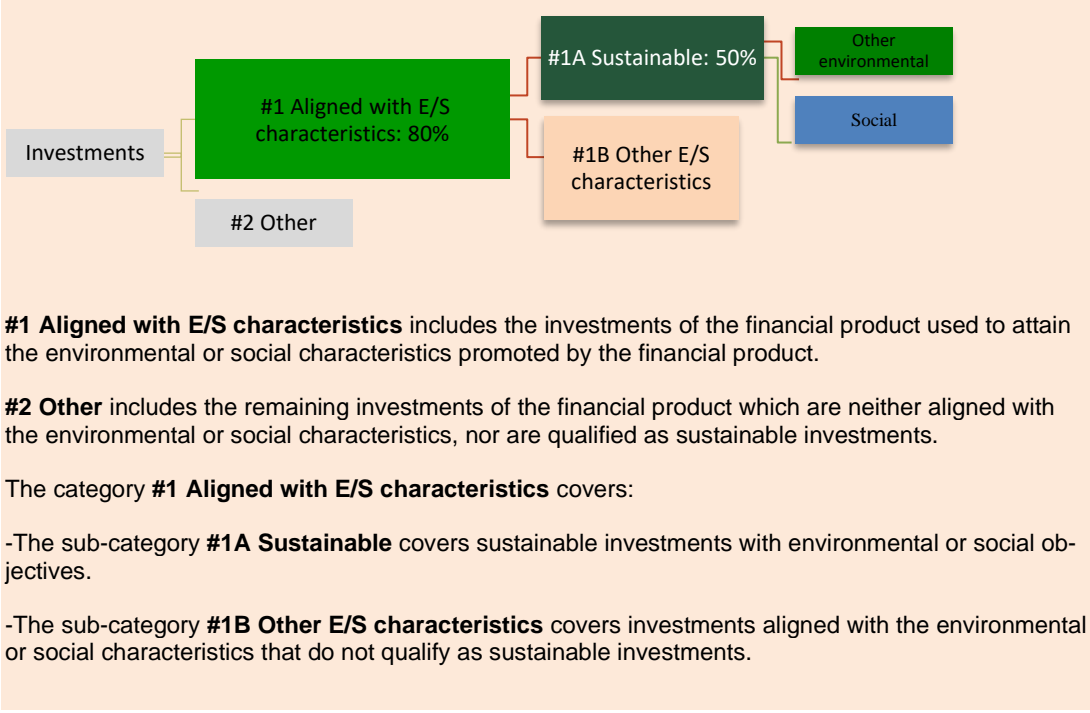 Investments
#1 Aligned with E/S
characteristics: 80%
#2 Other
#1A Sustainable: 50%
#1B Other E/S
characteristics
Other
environmental
Social
#1 Aligned with E/S characteristics includes the investments of the financial product used to attain
the environmental or social characteristics promoted by the financial product.
#2 Other includes the remaining investments of the financial product which are neither aligned with
the environmental or social characteristics, nor are qualified as sustainable investments.
The category #1 Aligned with E/S characteristics covers:
-The sub-category #1A Sustainable covers sustainable investments with environmental or social ob-
jectives.
-The sub-category #1B Other E/S characteristics covers investments aligned with the environmental
or social characteristics that do not qualify as sustainable investments.